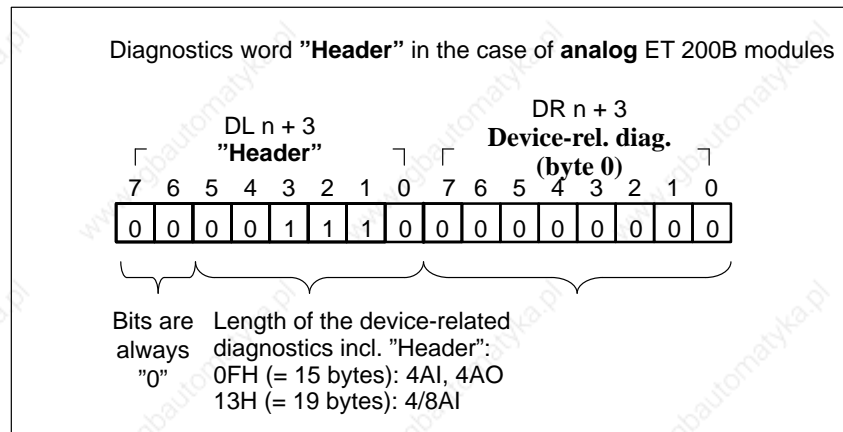 Diagnostics word ”Header” in the case of analog ET 200B modules
DL n + 3
”Header”
DR n + 3
Device-rel. diag.
(byte 0)
7 6 5 4 3 2 1 0 7 6 5 4 3 2 1 0
0 0 0 0 1 1 1 0 0 0 0 0 0 0 0 0
Bits are
always
”0”
Length of the device-related
diagnostics incl. ”Header”:
0FH (= 15 bytes): 4AI, 4AO
13H (= 19 bytes): 4/8AI
www.gbautomatyka.pl